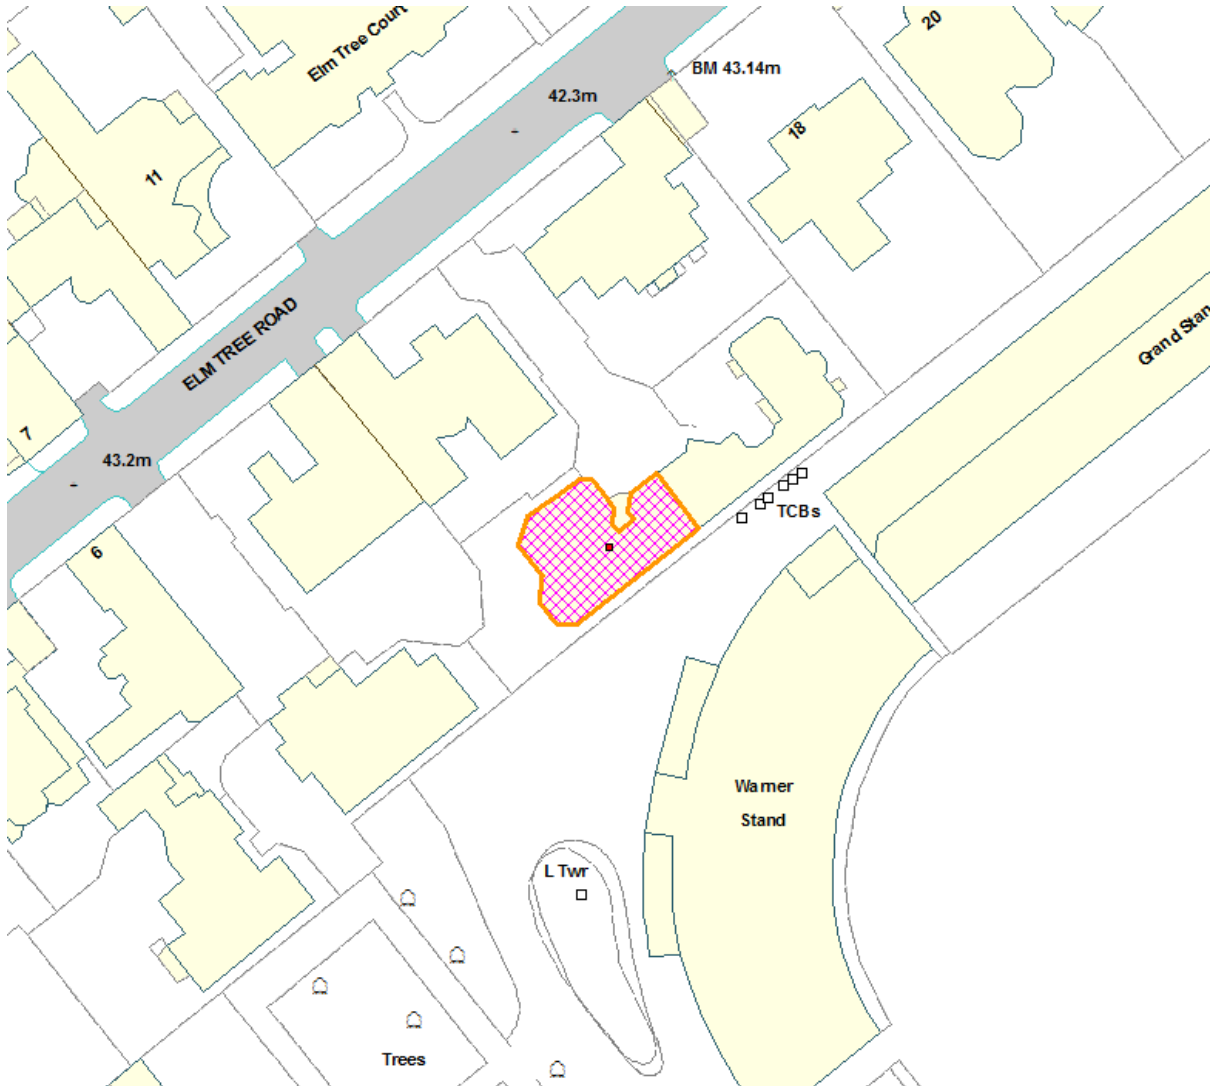 Elm Tree Court
20
BM 43.14m
42.3m
18
11
ELM TREE ROAD
Grand Stan
7
43.2m
TCBs
6
Warner
Stand
L Twr
Trees